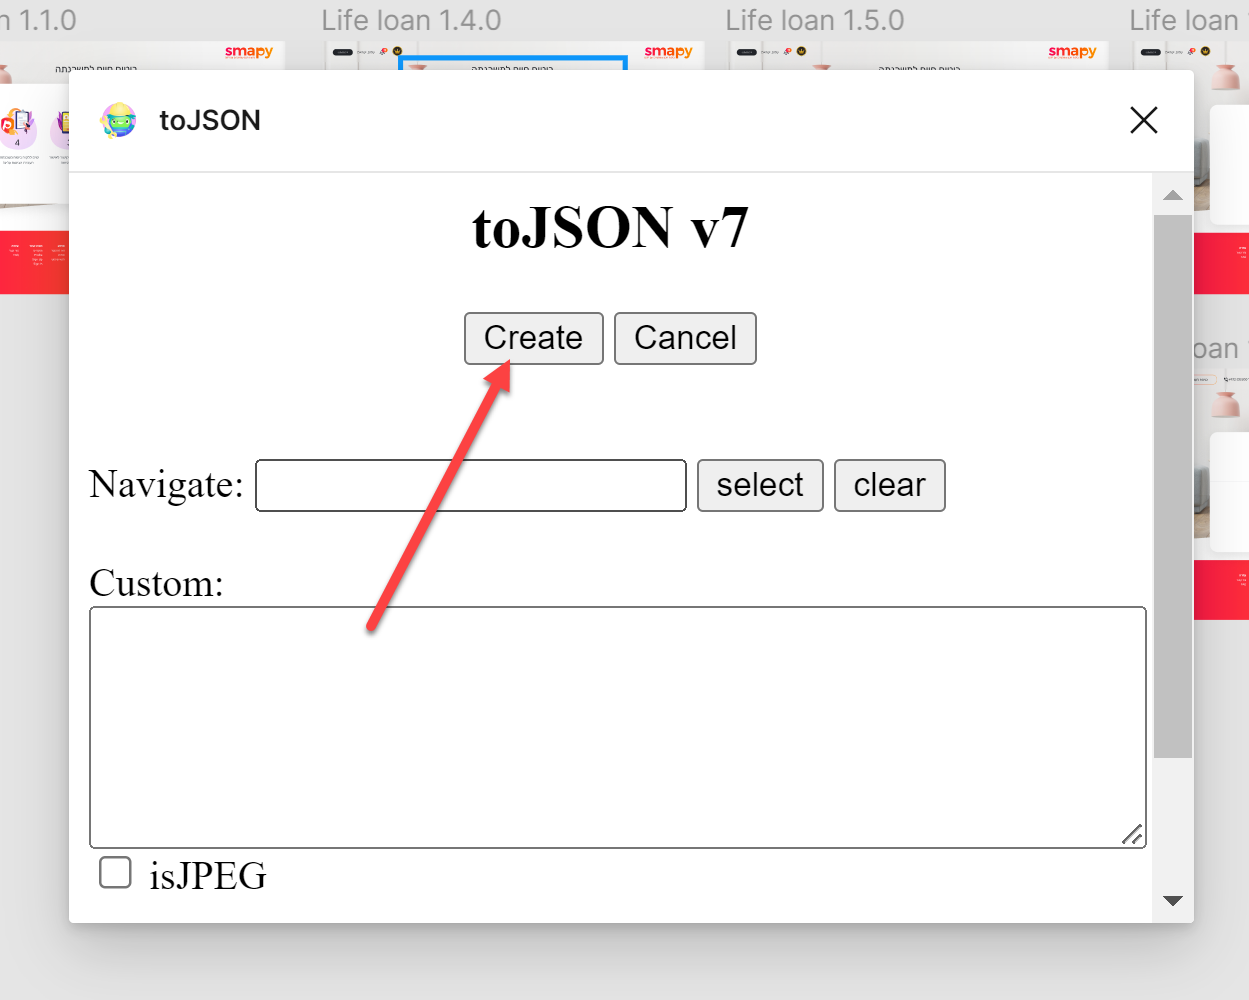 1.1.0
Life loan 1.4.0
Life loan 1.5.0
Life loan
smapy
smapy
smapy
toJSON
toJSON v7
Create Cancel
Navigate: select clear
Custom:
isJPEG
4
oan